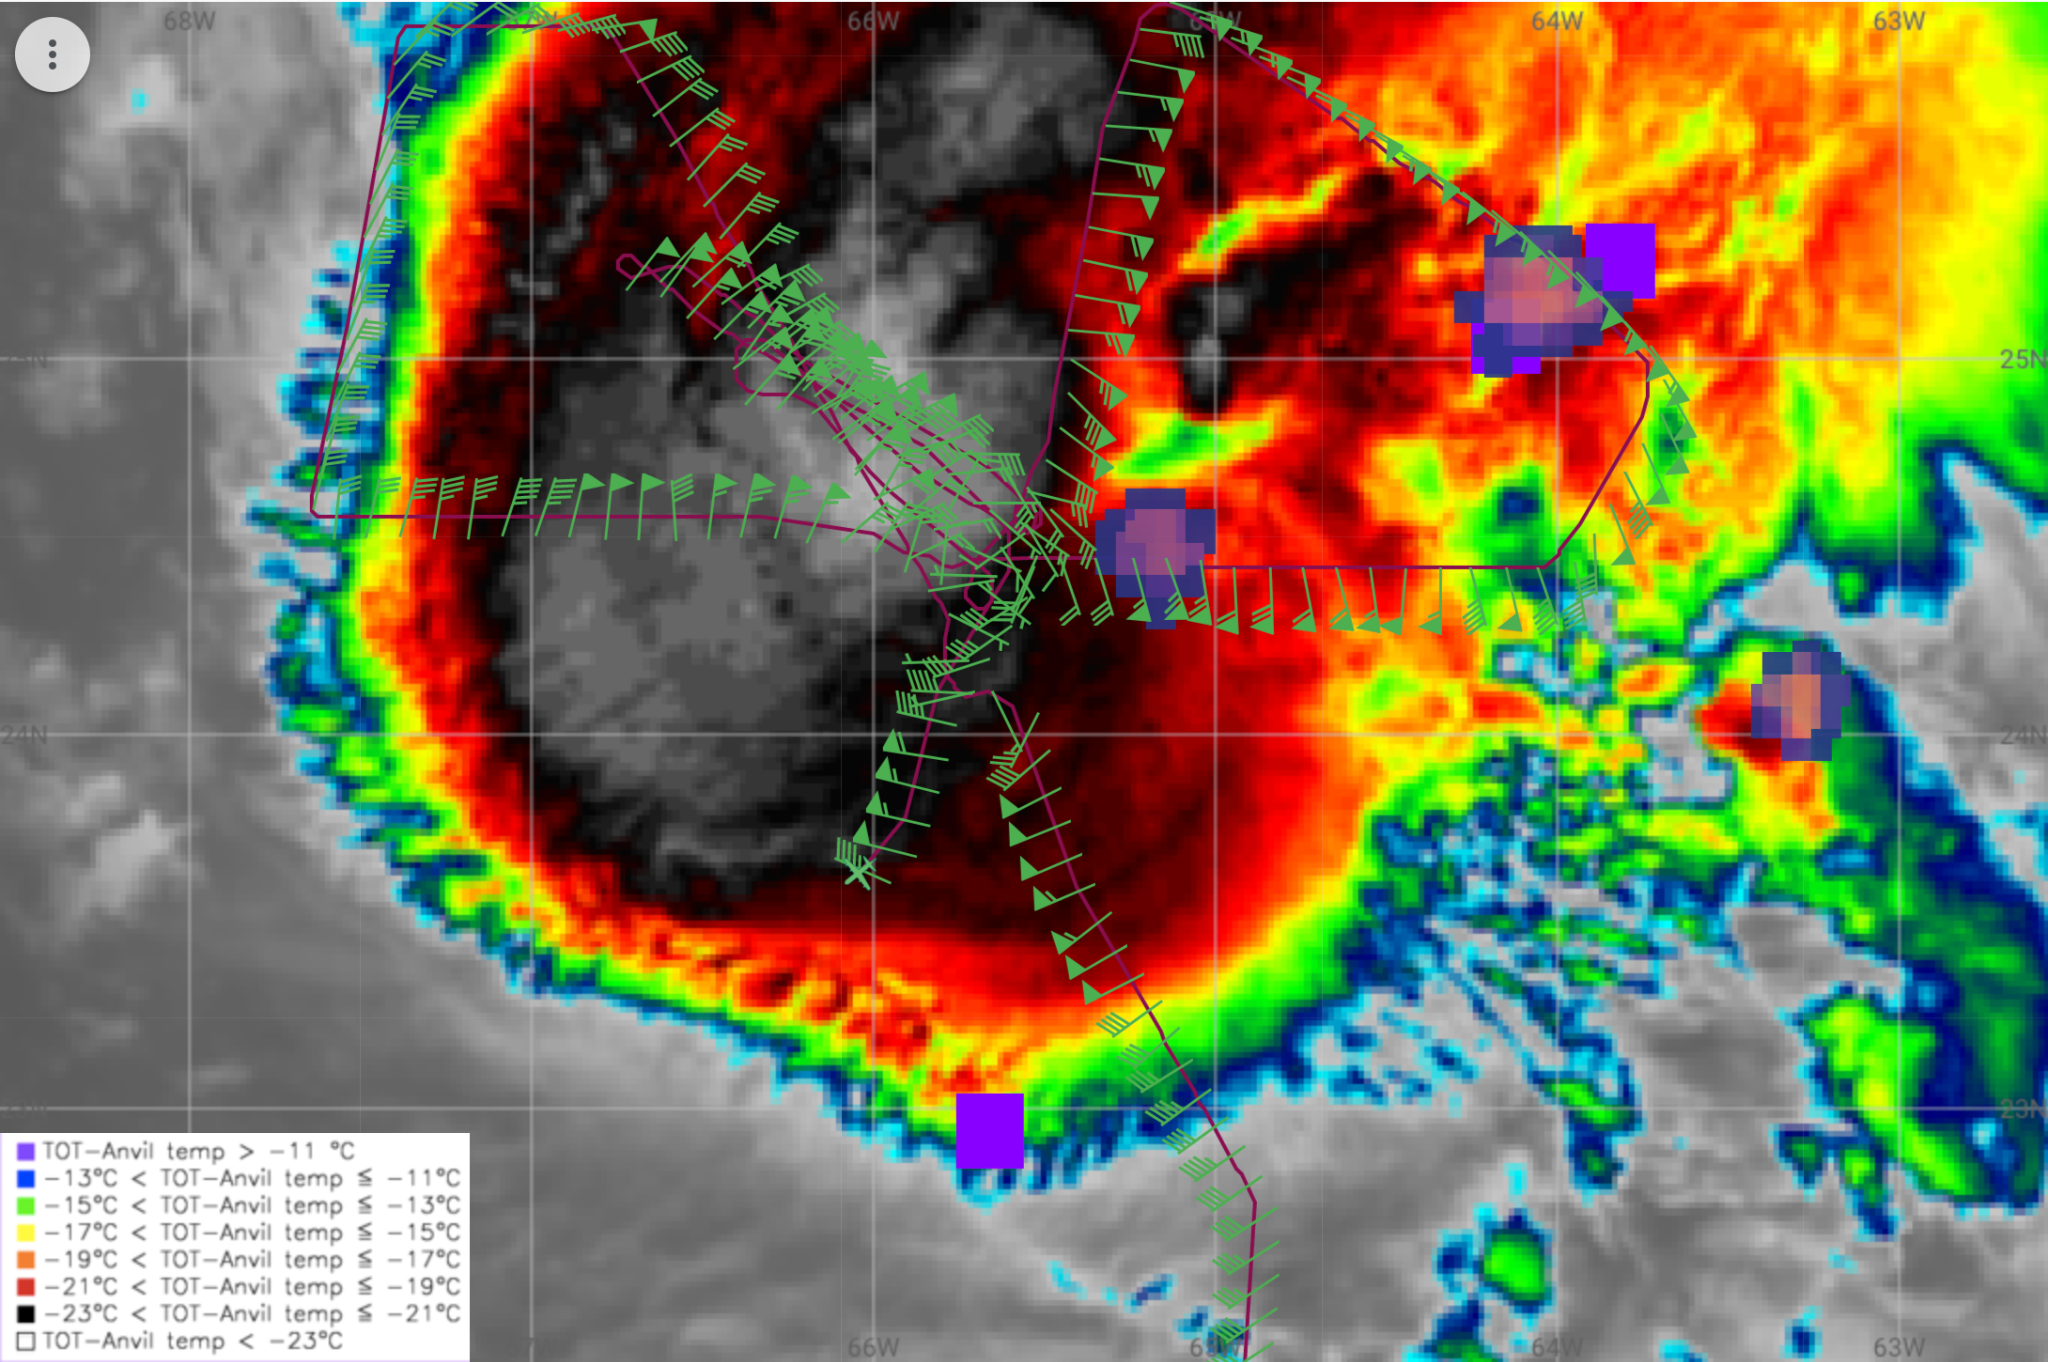 68W
66W
64W
63W
25N
24N
24N
23N
TOT-Anvil temp > -11 °C
-13°C < TOT-Anvil temp ≦ -11°C
-15°C < TOT-Anvil temp ≦ -13°C
-17°C < TOT-Anvil temp ≦ -15°C
-19°C < TOT-Anvil temp ≦ -17°C
-21°C < TOT-Anvil temp ≦ -19°C
-23°C < TOT-Anvil temp ≦ -21°C
TOT-Anvil temp < -23°C
66W
65W
64W
63W